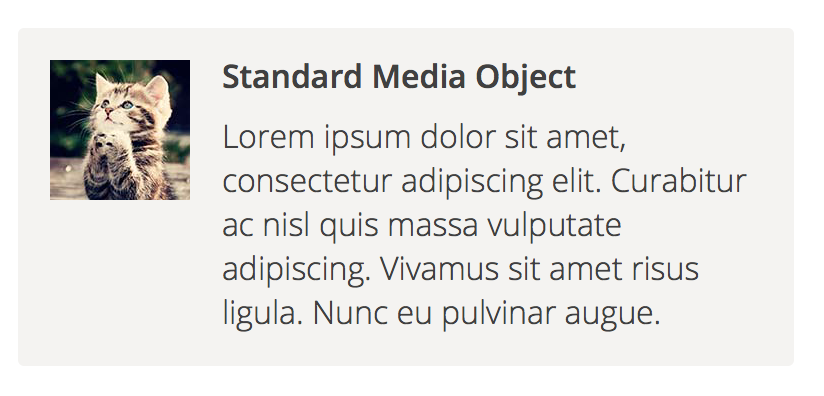 Standard Media Object
Lorem ipsum dolor sit amet,
consectetur adipiscing elit. Curabitur
ac nisl quis massa vulputate
adipiscing. Vivamus sit amet risus
ligula. Nunc eu pulvinar augue.